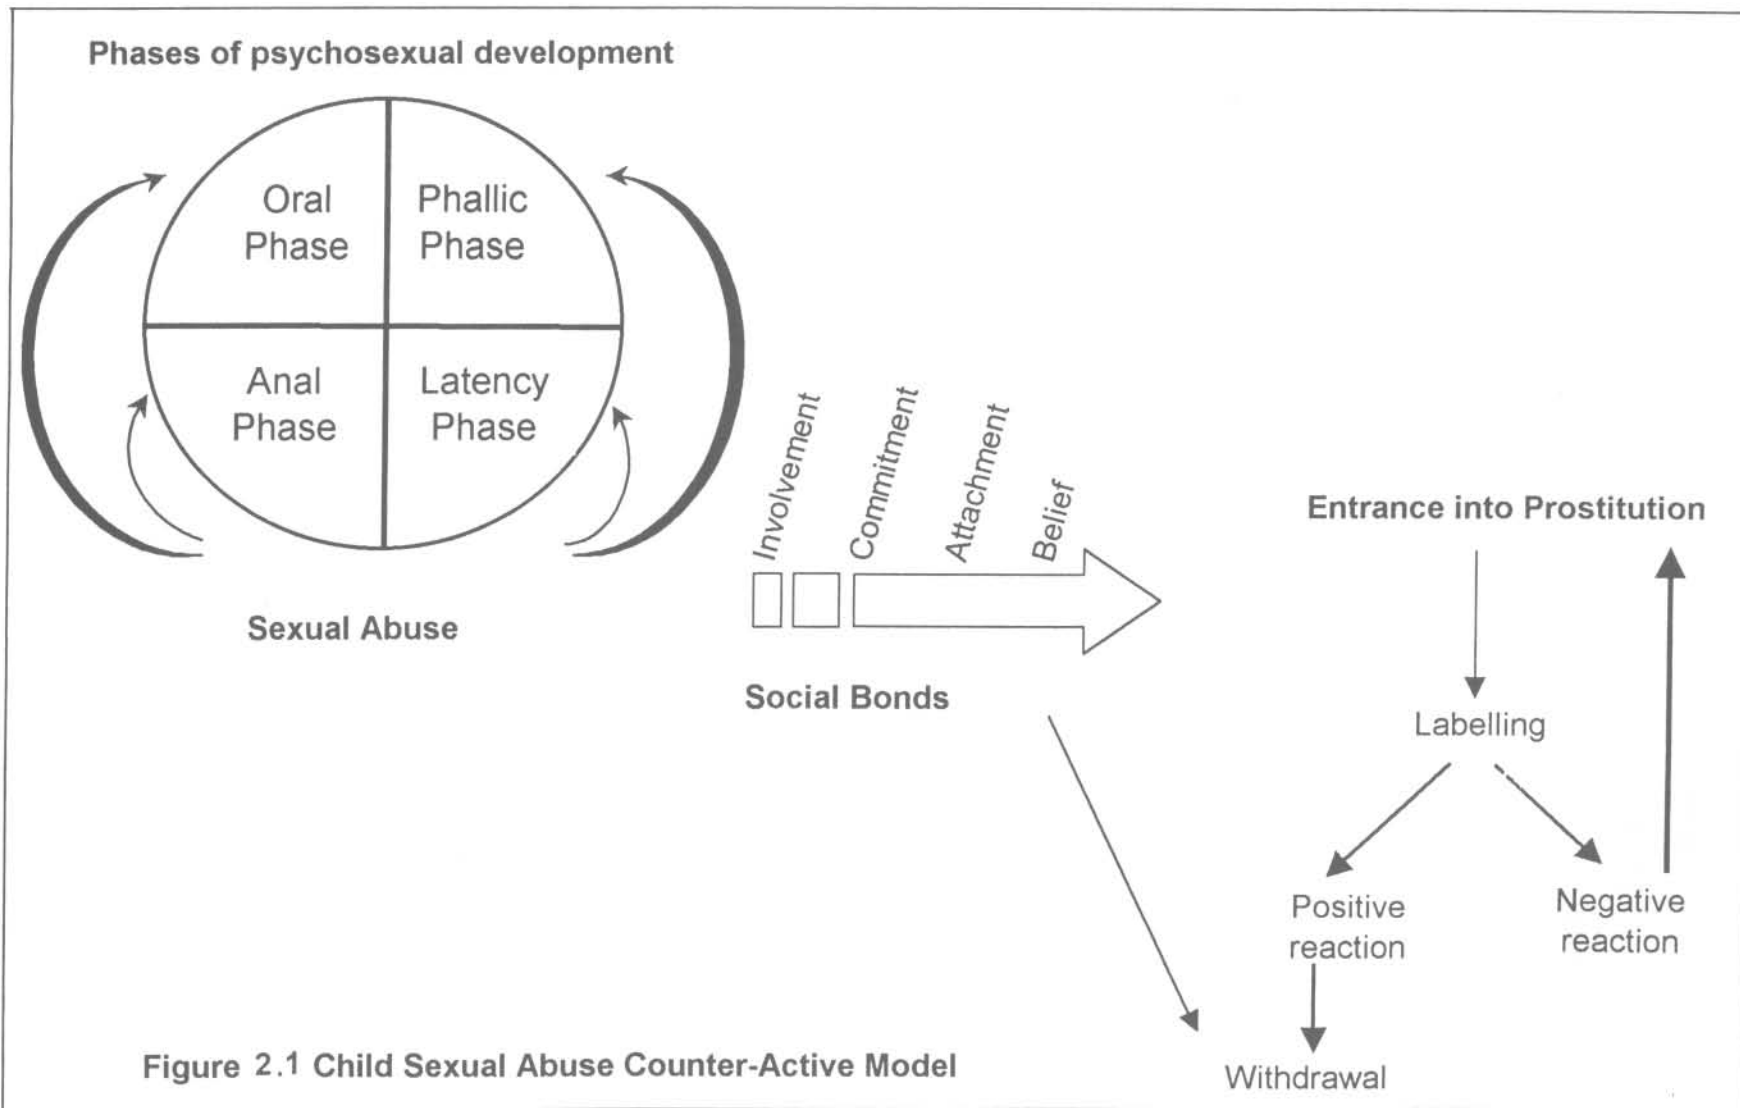 Phases of psychosexual development
Oral
Phase
Phallic
Phase
Anal
Phase
Latency
Phase
Sexual Abuse
Involvement
Commitment
Attachment
Belief
Social Bonds
Entrance into Prostitution
Labelling
Positive
reaction
Negative
reaction
Withdrawal
Figure 2.1 Child Sexual Abuse Counter-Active Model